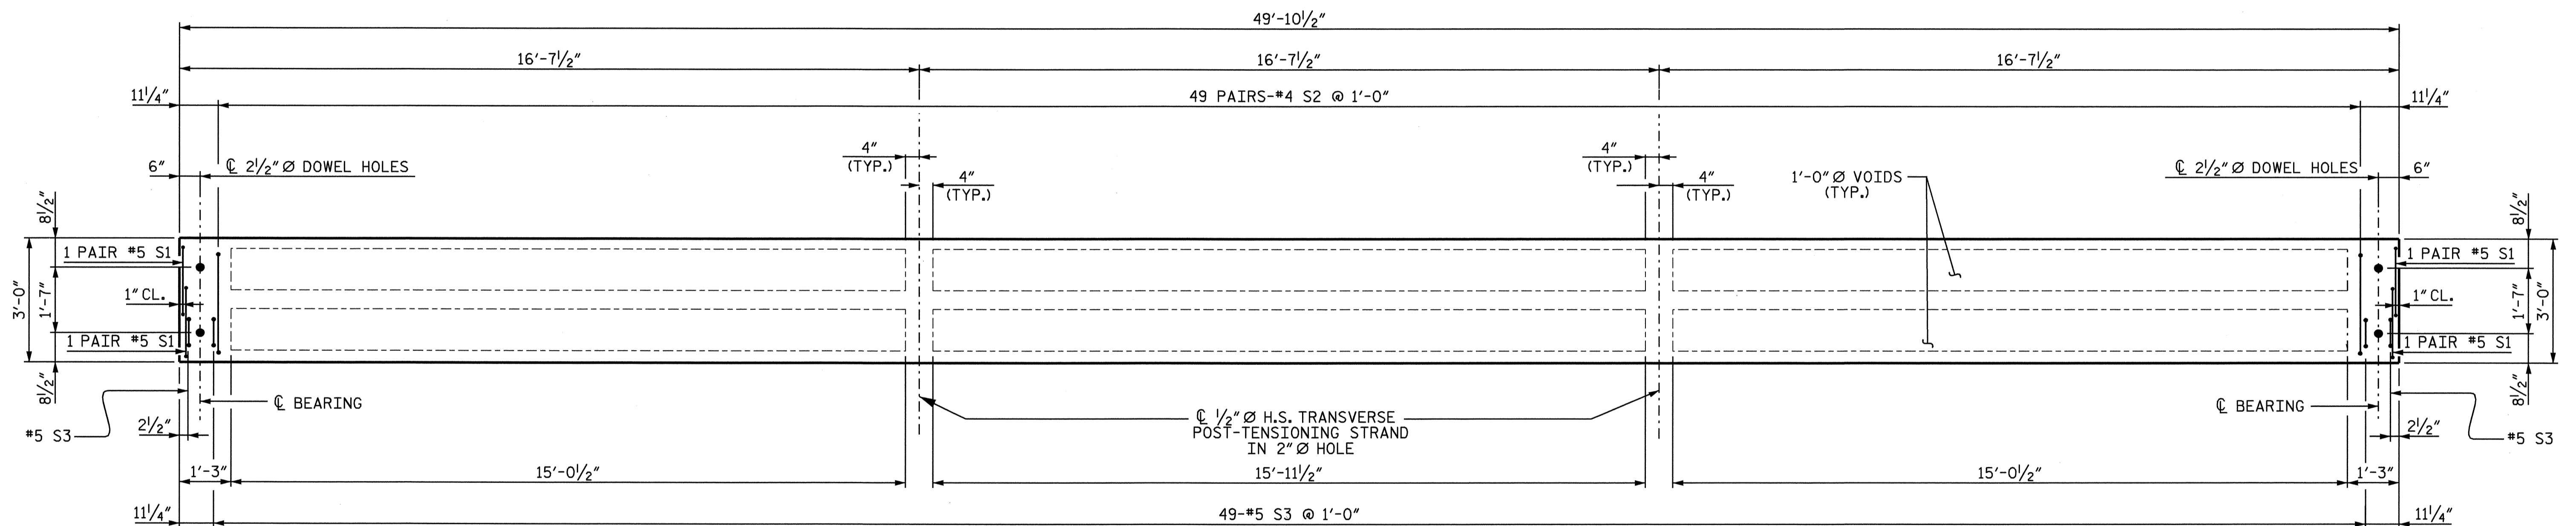 49'-10½"
16'-7½" 16'-7½" 16'-7½"
11¼" 49 PAIRS-#4 S2 @ 1'-0" 11¼"
4" 4"
(TYP.) (TYP.)
6" ℄ 2½" Ø DOWEL HOLES ℄ 2½" Ø DOWEL HOLES 6"
4" 4" 1'-0" Ø VOIDS
(TYP.) (TYP.) (TYP.)
8½" 8½"
1 PAIR #5 S1 1 PAIR #5 S1
3'-0" 1'-7" 1" CL. 1" CL. 1'-7" 3'-0"
1 PAIR #5 S1 1 PAIR #5 S1
8½" 8½"
℄ BEARING ℄ BEARING
℄ ½" Ø H.S. TRANSVERSE
POST-TENSIONING STRAND
IN 2" Ø HOLE
#5 S3 2½" 2½" #5 S3
1'-3" 15'-0½" 15'-11½" 15'-0½" 1'-3"
11¼" 49-#5 S3 @ 1'-0" 11¼"